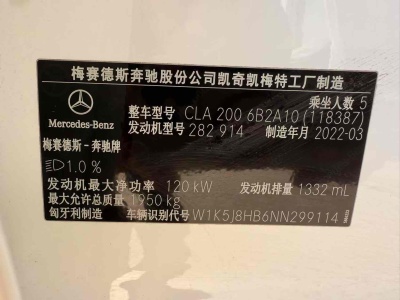 梅赛德斯奔驰股份公司凯奇凯梅特工厂制造
乘坐人数 5
整车型号 CLA 200 6B2A10 (118387)
Mercedes-Benz
发动机型号 282 914 制造年月 2022-03
梅赛德斯－奔驰牌
1.0 %
发动机最大净功率 120 kW 发动机排量 1332 mL
最大允许总质量 1950 kg
匈牙利制造 车辆识别代号 W1K5J8HB6NN299114